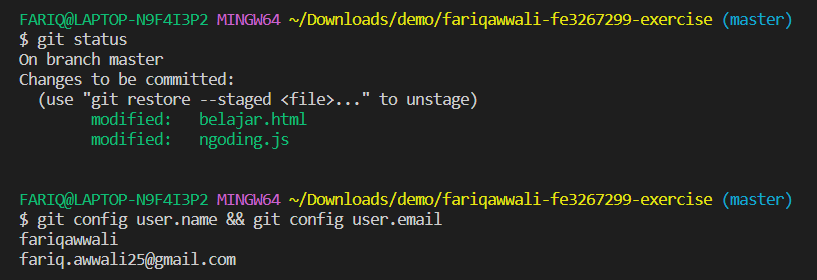 FARIQ@LAPTOP-N9F4I3P2 MINGW64 ~/Downloads/demo/fariqawwali-fe3267299-exercise (master)
$ git status
On branch master
Changes to be committed:
  (use "git restore --staged <file>..." to unstage)
        modified:   belajar.html
        modified:   ngoding.js

FARIQ@LAPTOP-N9F4I3P2 MINGW64 ~/Downloads/demo/fariqawwali-fe3267299-exercise (master)
$ git config user.name && git config user.email
fariqawwali
fariq.awwali25@gmail.com